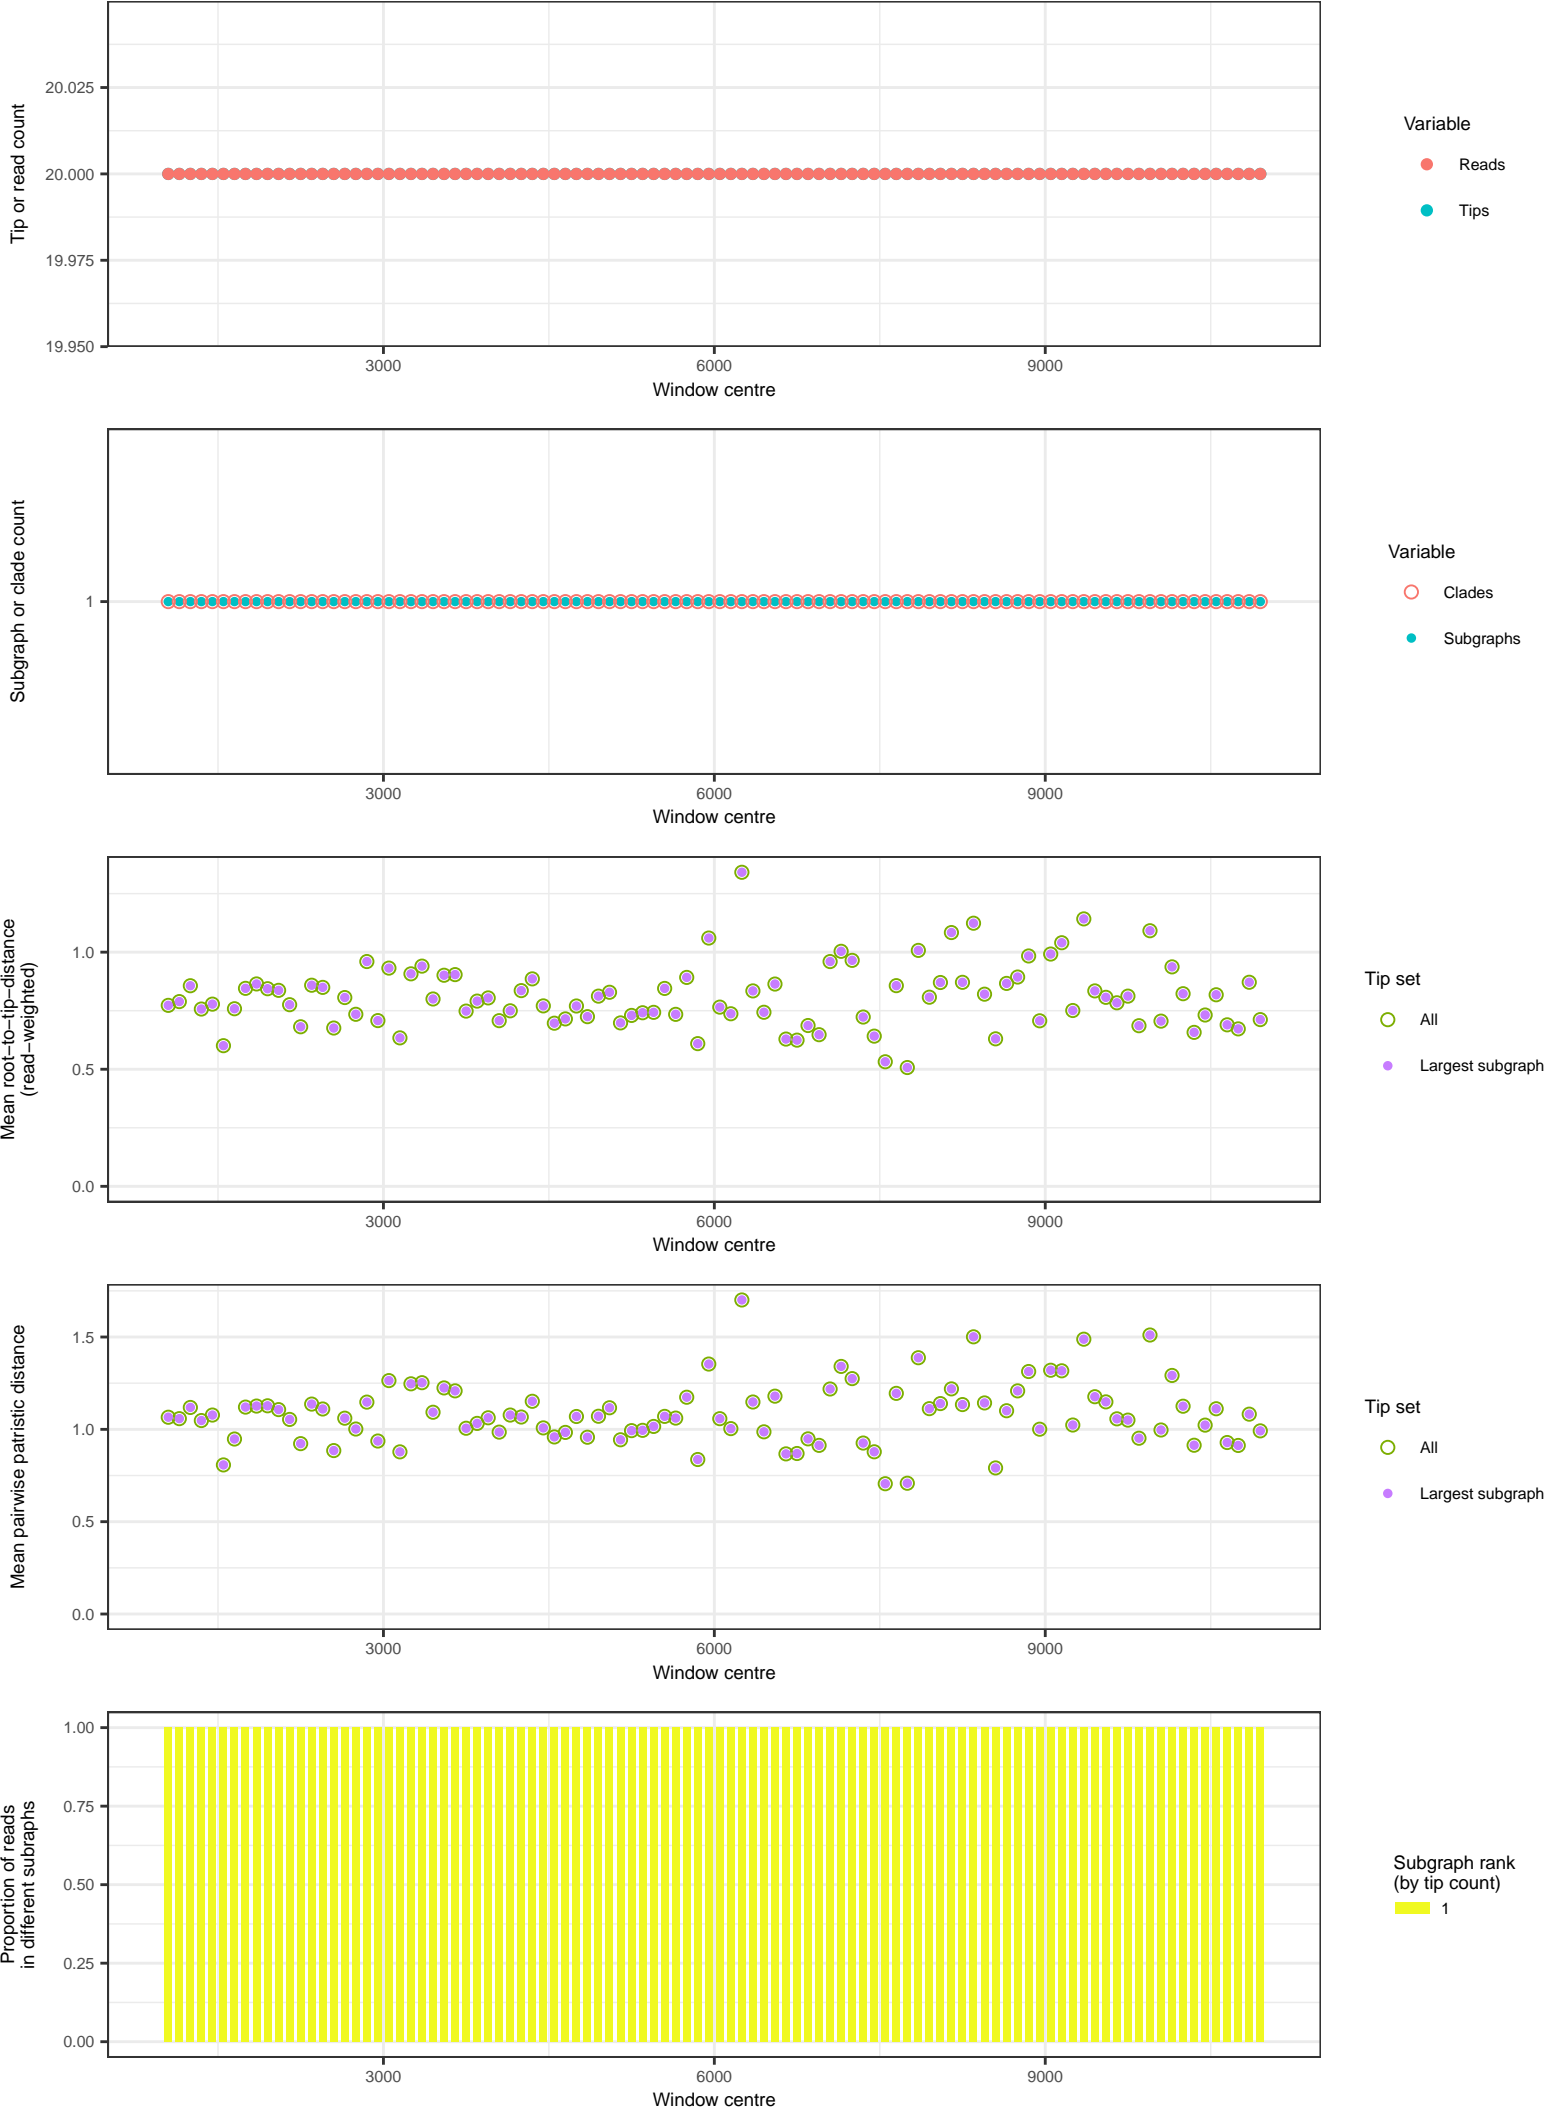 20.025
20.000
19.975
19.950
Tip or read count
3000
6000
9000
Window centre
Variable
Reads
Tips
1
Subgraph or clade count
3000
6000
9000
Window centre
Variable
Clades
Subgraphs
1.0
0.5
0.0
Mean root−to−tip−distance
(read−weighted)
3000
6000
9000
Window centre
Tip set
All
Largest subgraph
1.5
1.0
0.5
0.0
Mean pairwise patristic distance
3000
6000
9000
Window centre
Tip set
All
Largest subgraph
1.00
0.75
0.50
0.25
0.00
Proportion of reads
in different subraphs
3000
6000
9000
Window centre
Subgraph rank
(by tip count)
1